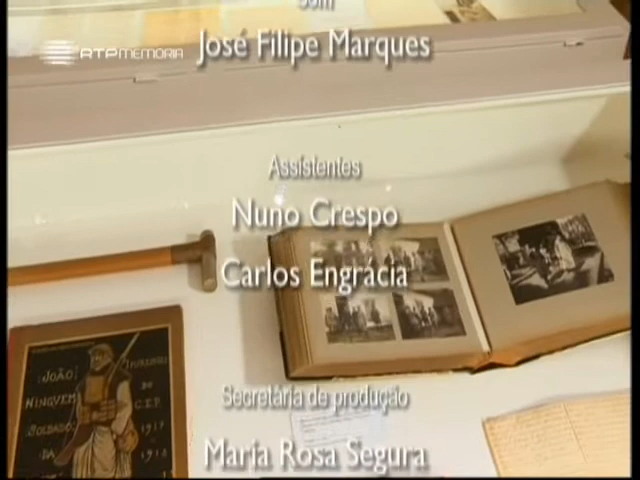 Som
RTP MEMÓRIA
José Filipe Marques
Assistentes
Nuno Crespo
Carlos Engrácia
JOÃO
NINGUEM
SOLDADO
DA
DO
C.E.P.
1917
1918
Secretária de produção
Maria Rosa Segura